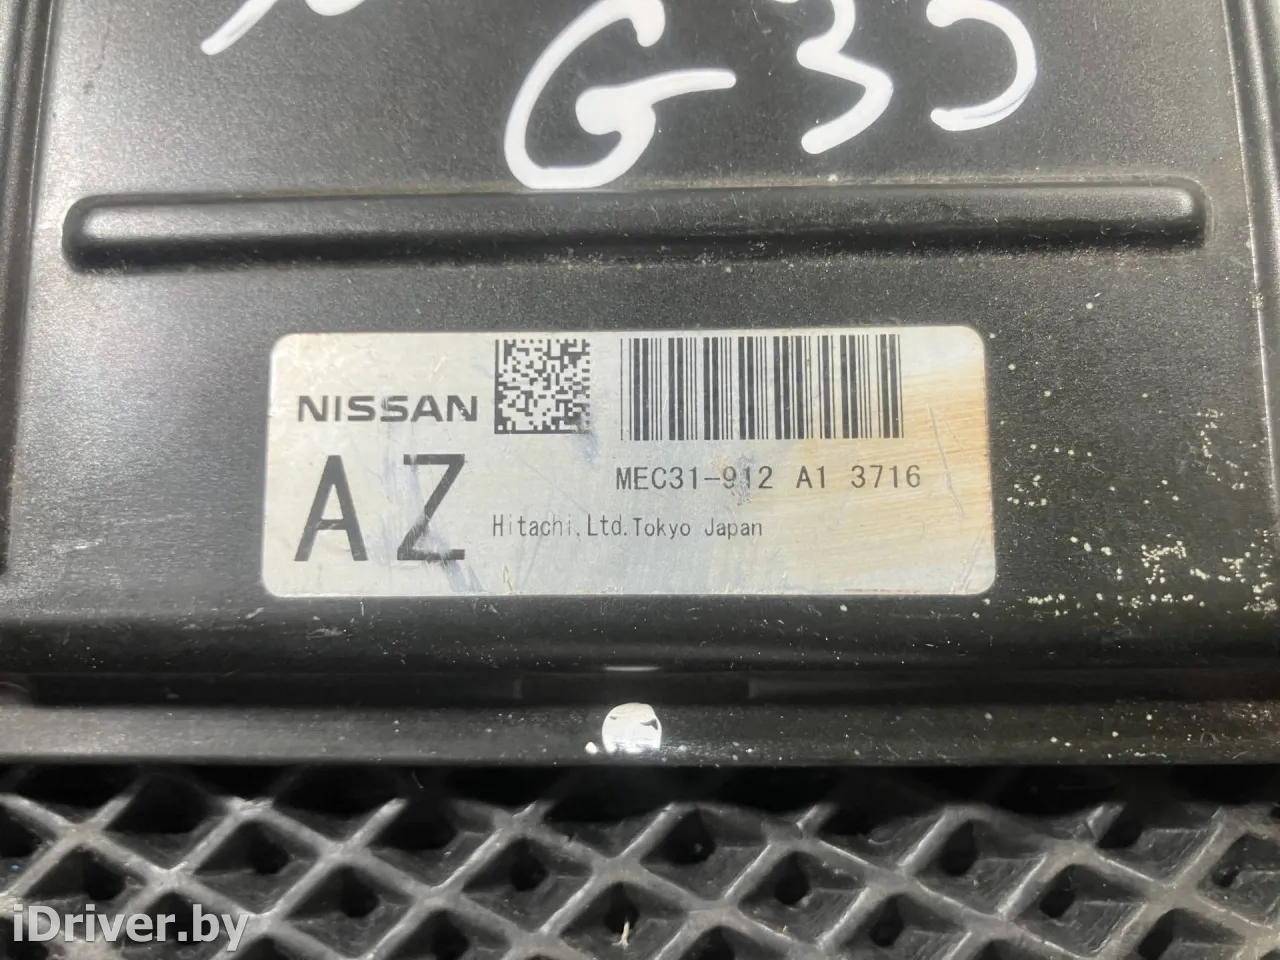 G35
NISSAN
AZ
MEC31-912 A1 3716
Hitachi,Ltd.Tokyo Japan
iDriver.by